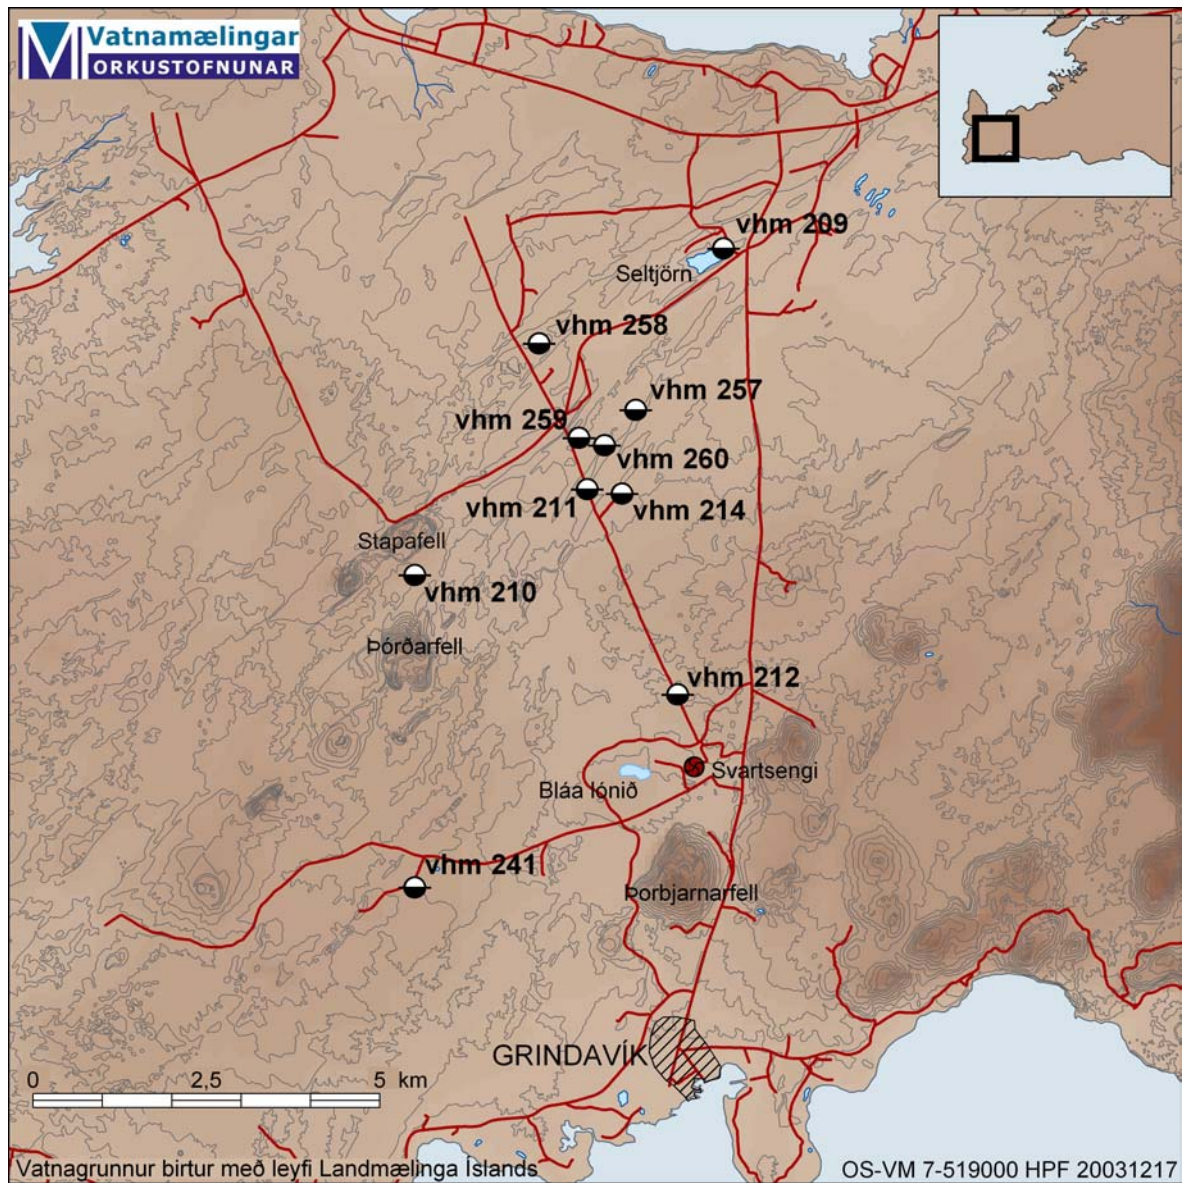 Vatnamælingar
ORKUSTOFNUNAR
vhm 209
Seltjörn
vhm 258
vhm 257
vhm 259
vhm 260
vhm 211
vhm 214
Stapafell
vhm 210
Þórðarfell
vhm 212
Svartsengi
Bláa lónið
vhm 241
Þorbjarnarfell
GRINDAVÍK
0 2,5 5 km
Vatnagrunnur birtur með leyfi Landmælinga Íslands
OS-VM 7-519000 HPF 20031217